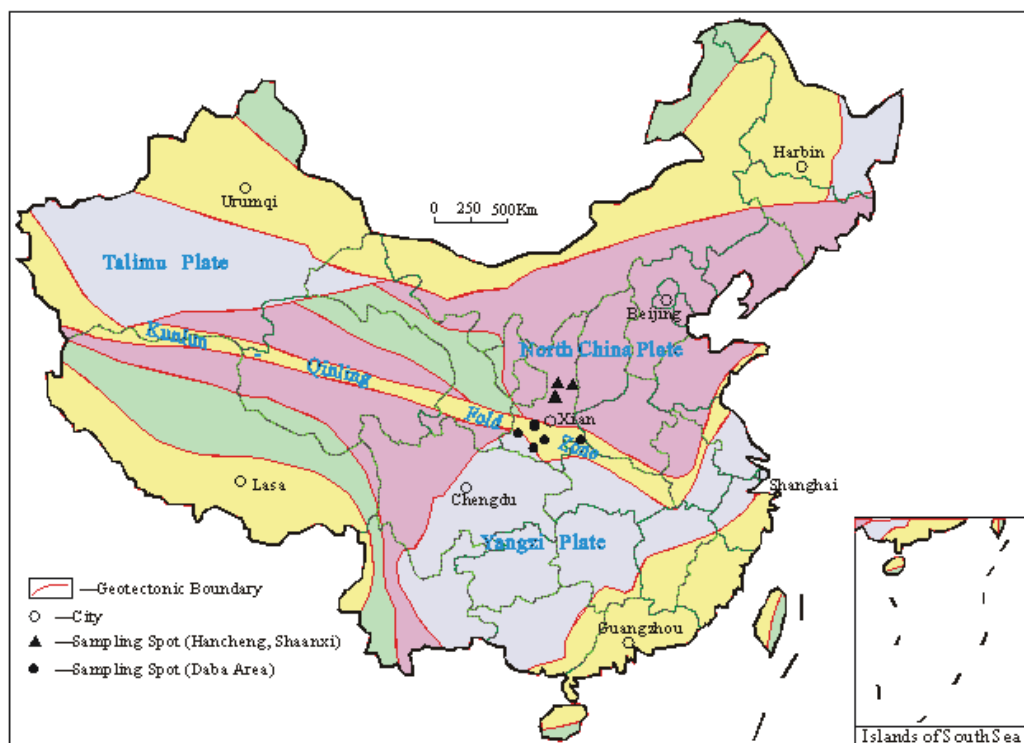 Harbin
Urumqi
0 250 500Km
Talimu Plate
Beijing
Kunlun
North China Plate
Qinling
Fold
Xian
Zone
Lasa
Chengdu
Shanghai
Yangzi Plate
—Geotectonic Boundary
—City
Guangzhou
—Sampling Spot (Hancheng, Shaanxi)
—Sampling Spot (Daba Area)
Islands of South Sea